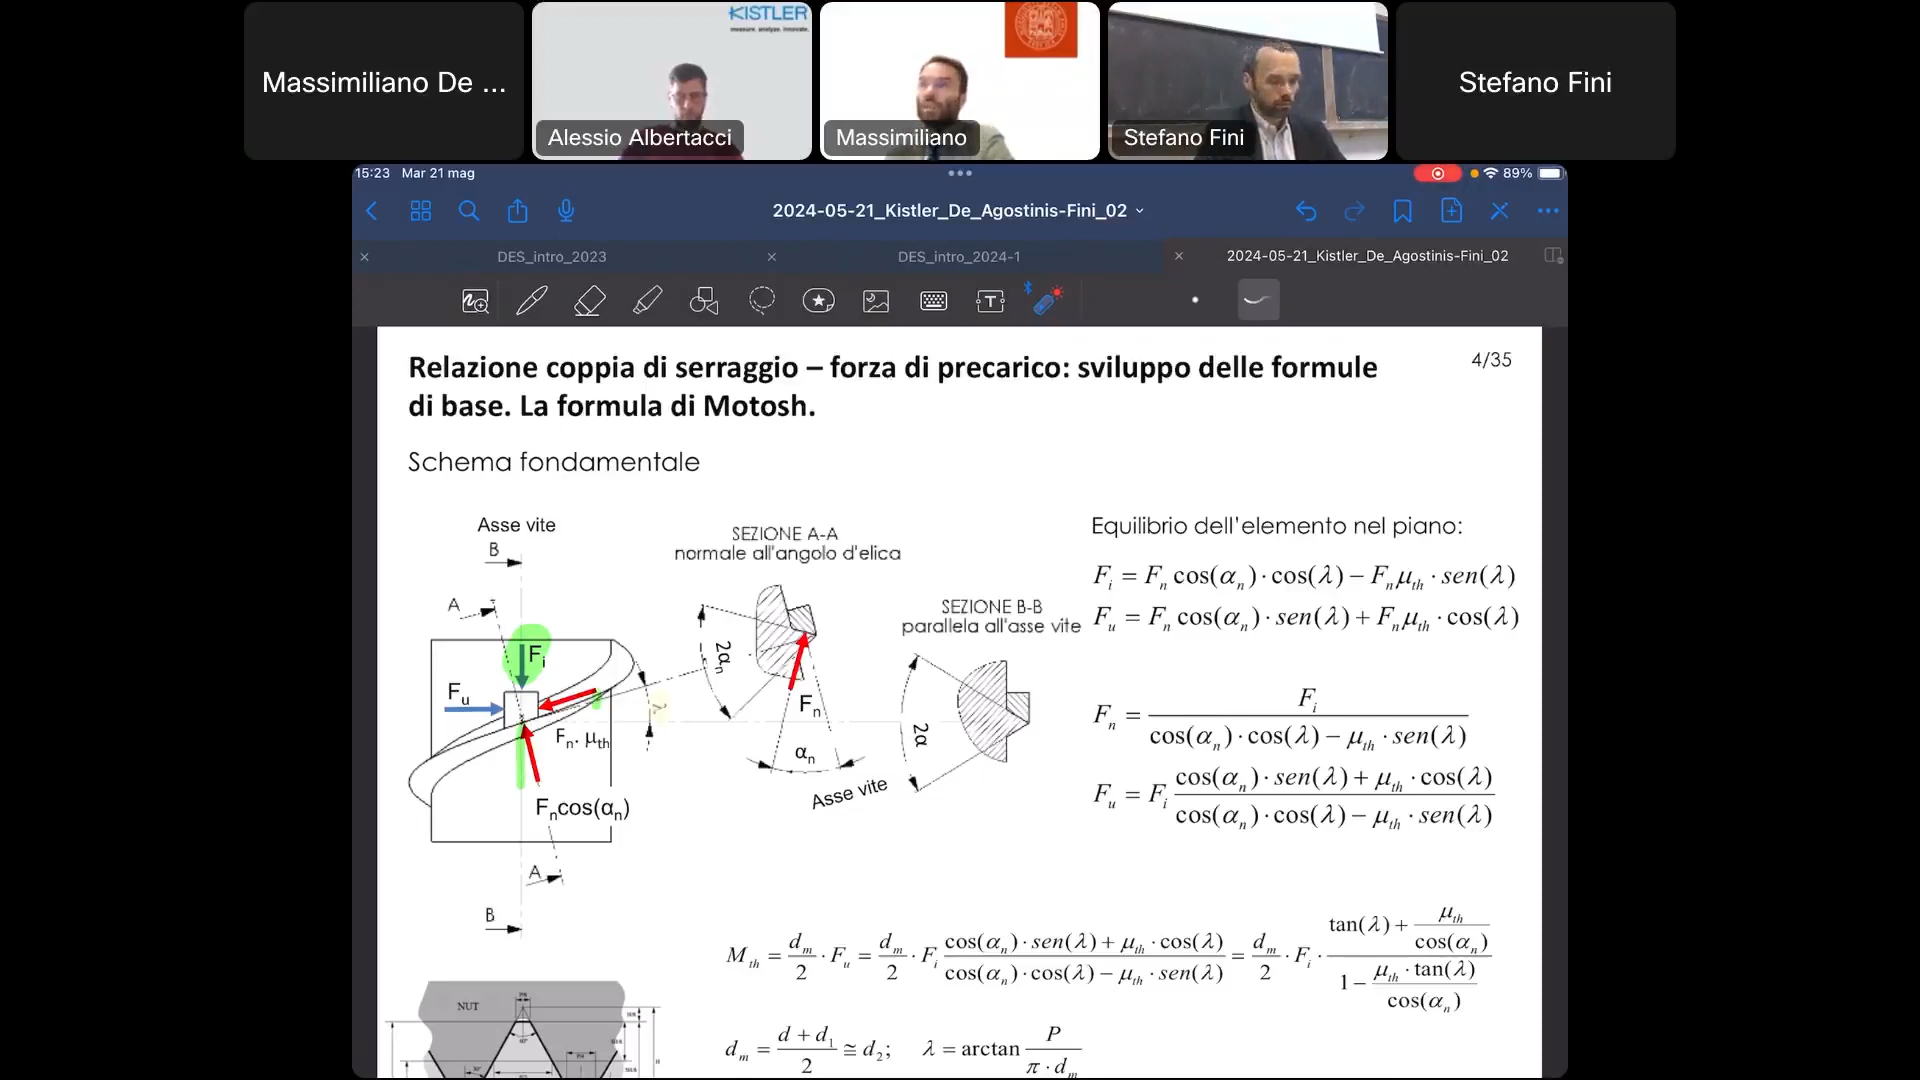 Massimiliano De ...
KISTLER
measure. analyze. innovate.
Alessio Albertacci
Massimiliano
Stefano Fini
Stefano Fini
15:23 Mar 21 mag
89%
2024-05-21_Kistler_De_Agostinis-Fini_02
DES_intro_2023
DES_intro_2024-1
2024-05-21_Kistler_De_Agostinis-Fini_02
Relazione coppia di serraggio – forza di precarico: sviluppo delle formule
di base. La formula di Motosh.
4/35
Schema fondamentale
Asse vite
B
A
F_i
F_u
λ
F_n. μ_th
F_ncos(α_n)
A
B
SEZIONE A-A
normale all'angolo d'elica
2α_n
F_n
α_n
Asse vite
SEZIONE B-B
parallela all'asse vite
2α
Equilibrio dell'elemento nel piano:
F_i = F_n cos(α_n)·cos(λ) − F_n μ_th · sen(λ)
F_u = F_n cos(α_n)· sen(λ) + F_n μ_th · cos(λ)
F_n = F_i / (cos(α_n)·cos(λ) − μ_th · sen(λ))
F_u = F_i (cos(α_n)· sen(λ) + μ_th · cos(λ)) / (cos(α_n)·cos(λ) − μ_th · sen(λ))
M_th = d_m/2 · F_u = d_m/2 · F_i (cos(α_n)· sen(λ) + μ_th · cos(λ)) / (cos(α_n)·cos(λ) − μ_th · sen(λ)) = d_m/2 · F_i · (tan(λ) + μ_th/cos(α_n)) / (1 − μ_th · tan(λ)/cos(α_n))
d_m = (d + d_1)/2 ≅ d_2; λ = arctan P/(π · d_m)
NUT